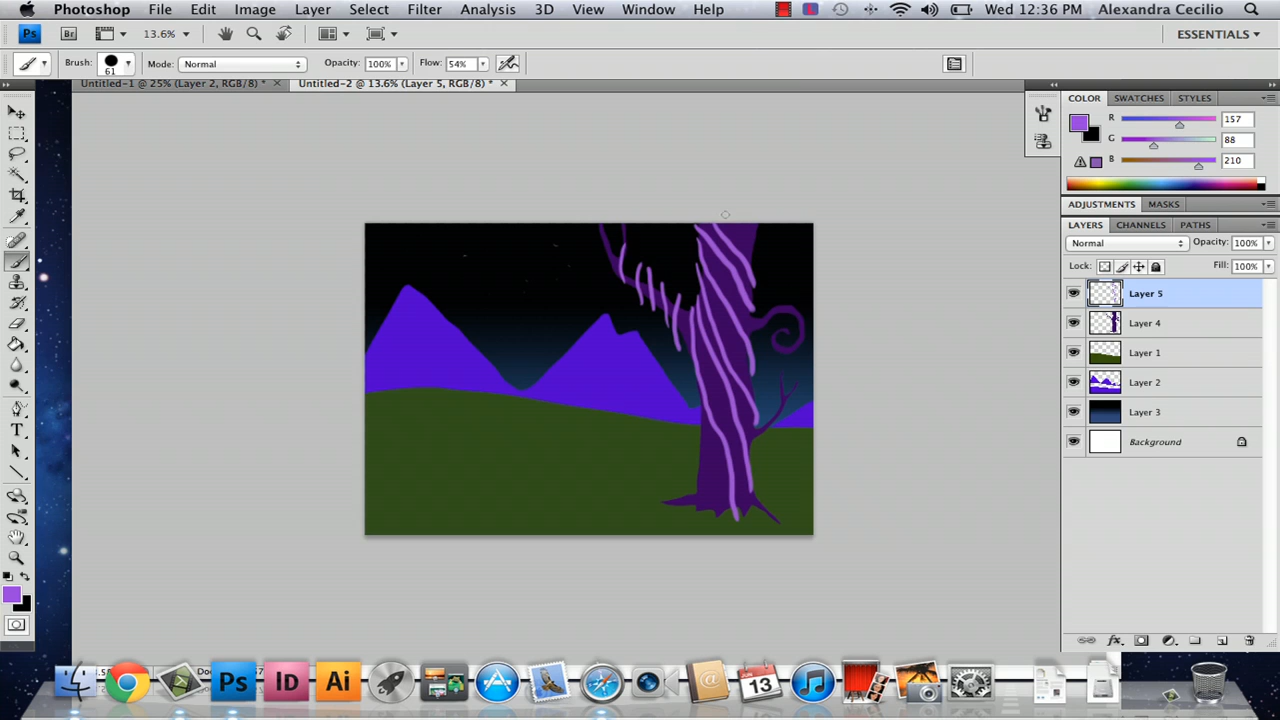 Photoshop File Edit Image Layer Select Filter Analysis 3D View Window Help Wed 12:36 PM Alexandra Cecilio
Ps Br 13.6% ESSENTIALS
Brush: 61 Mode: Normal Opacity: 100% Flow: 54%
Untitled-1 @ 25% (Layer 2, RGB/8) * Untitled-2 @ 13.6% (Layer 5, RGB/8) *
COLOR SWATCHES STYLES
R 157
G 88
B 210
ADJUSTMENTS MASKS
LAYERS CHANNELS PATHS
Normal Opacity: 100%
Lock: Fill: 100%
Layer 5
Layer 4
Layer 1
Layer 2
Layer 3
Background
T
fx
Ps ID Ai JUN 13